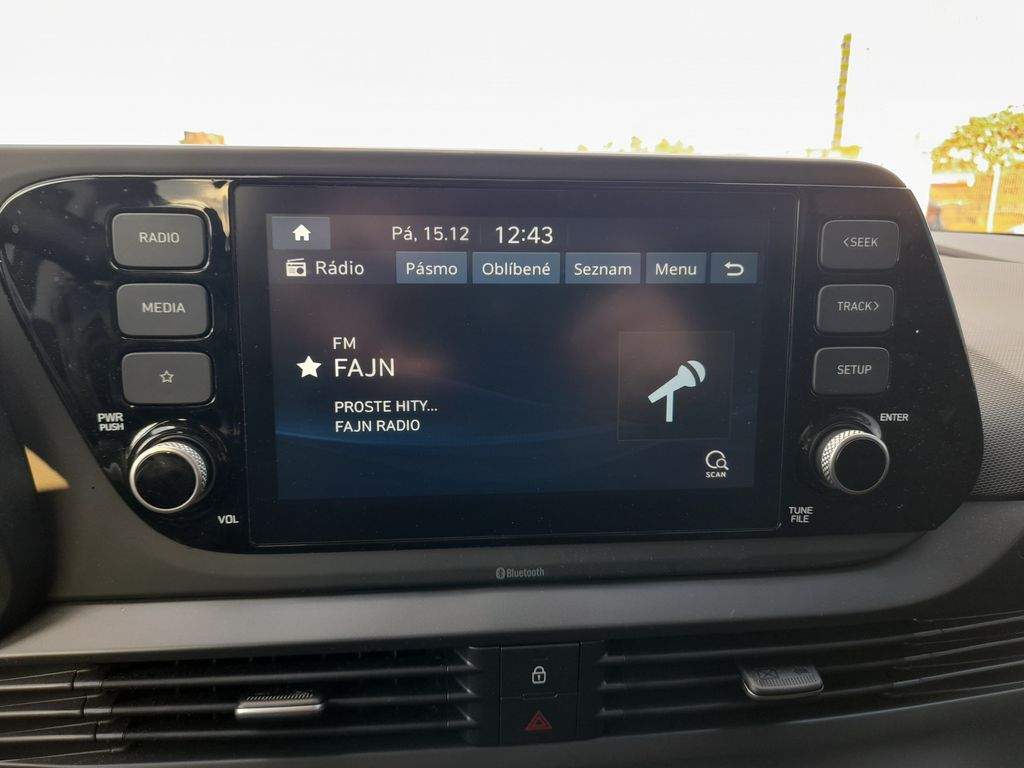 RADIO
MEDIA
PWR
PUSH
VOL
Pá, 15.12 12:43
Rádio Pásmo Oblíbené Seznam Menu
FM
FAJN
PROSTE HITY...
FAJN RADIO
SCAN
<SEEK
TRACK>
SETUP
ENTER
TUNE
FILE
Bluetooth